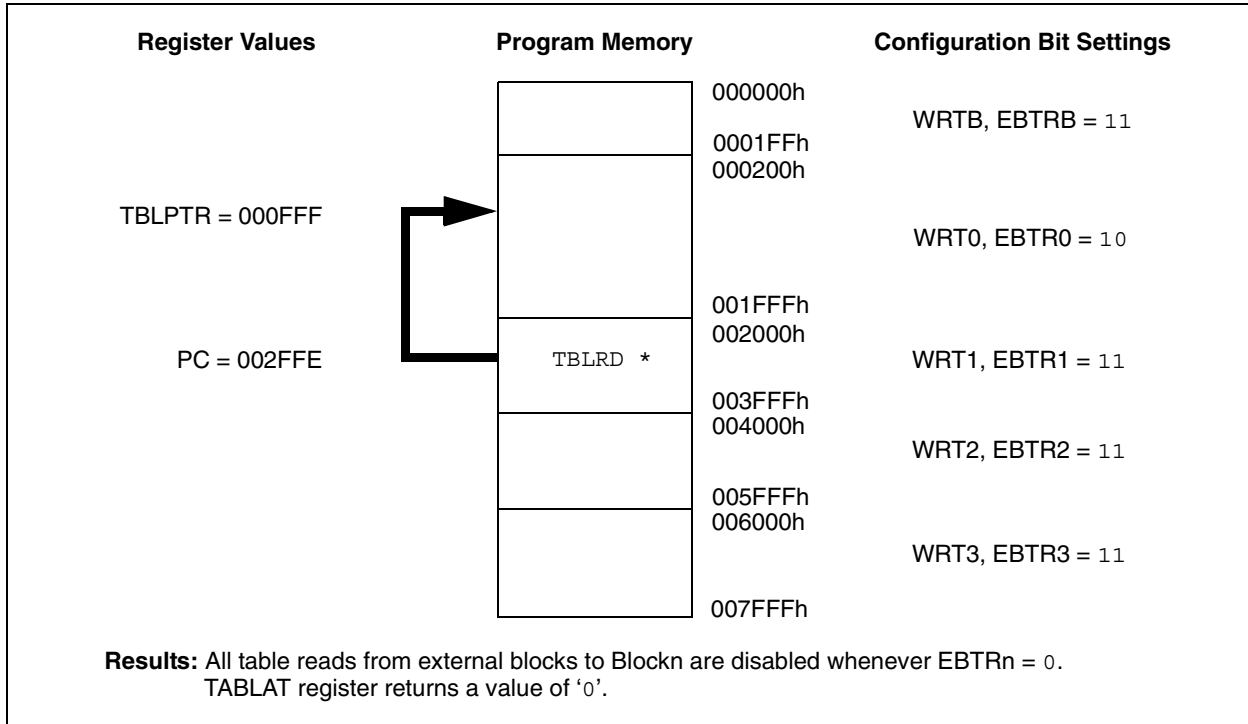 Register Values
Program Memory
Configuration Bit Settings
000000h
WRTB, EBTRB = 11
0001FFh
000200h
TBLPTR = 000FFF
WRT0, EBTR0 = 10
001FFFh
002000h
PC = 002FFE
TBLRD *
WRT1, EBTR1 = 11
003FFFh
004000h
WRT2, EBTR2 = 11
005FFFh
006000h
WRT3, EBTR3 = 11
007FFFh
Results: All table reads from external blocks to Blockn are disabled whenever EBTRn = 0.
TABLAT register returns a value of ‘0’.